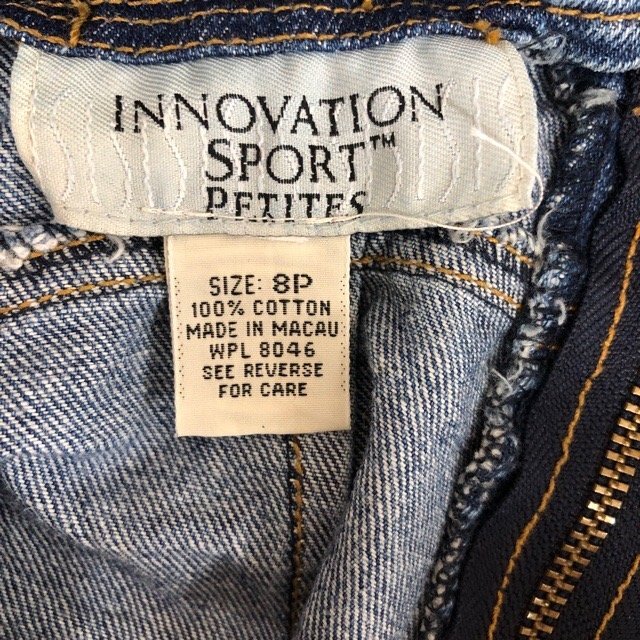 INNOVATION
SPORT™
PETITES
SIZE: 8P
100% COTTON
MADE IN MACAU
WPL 8046
SEE REVERSE
FOR CARE